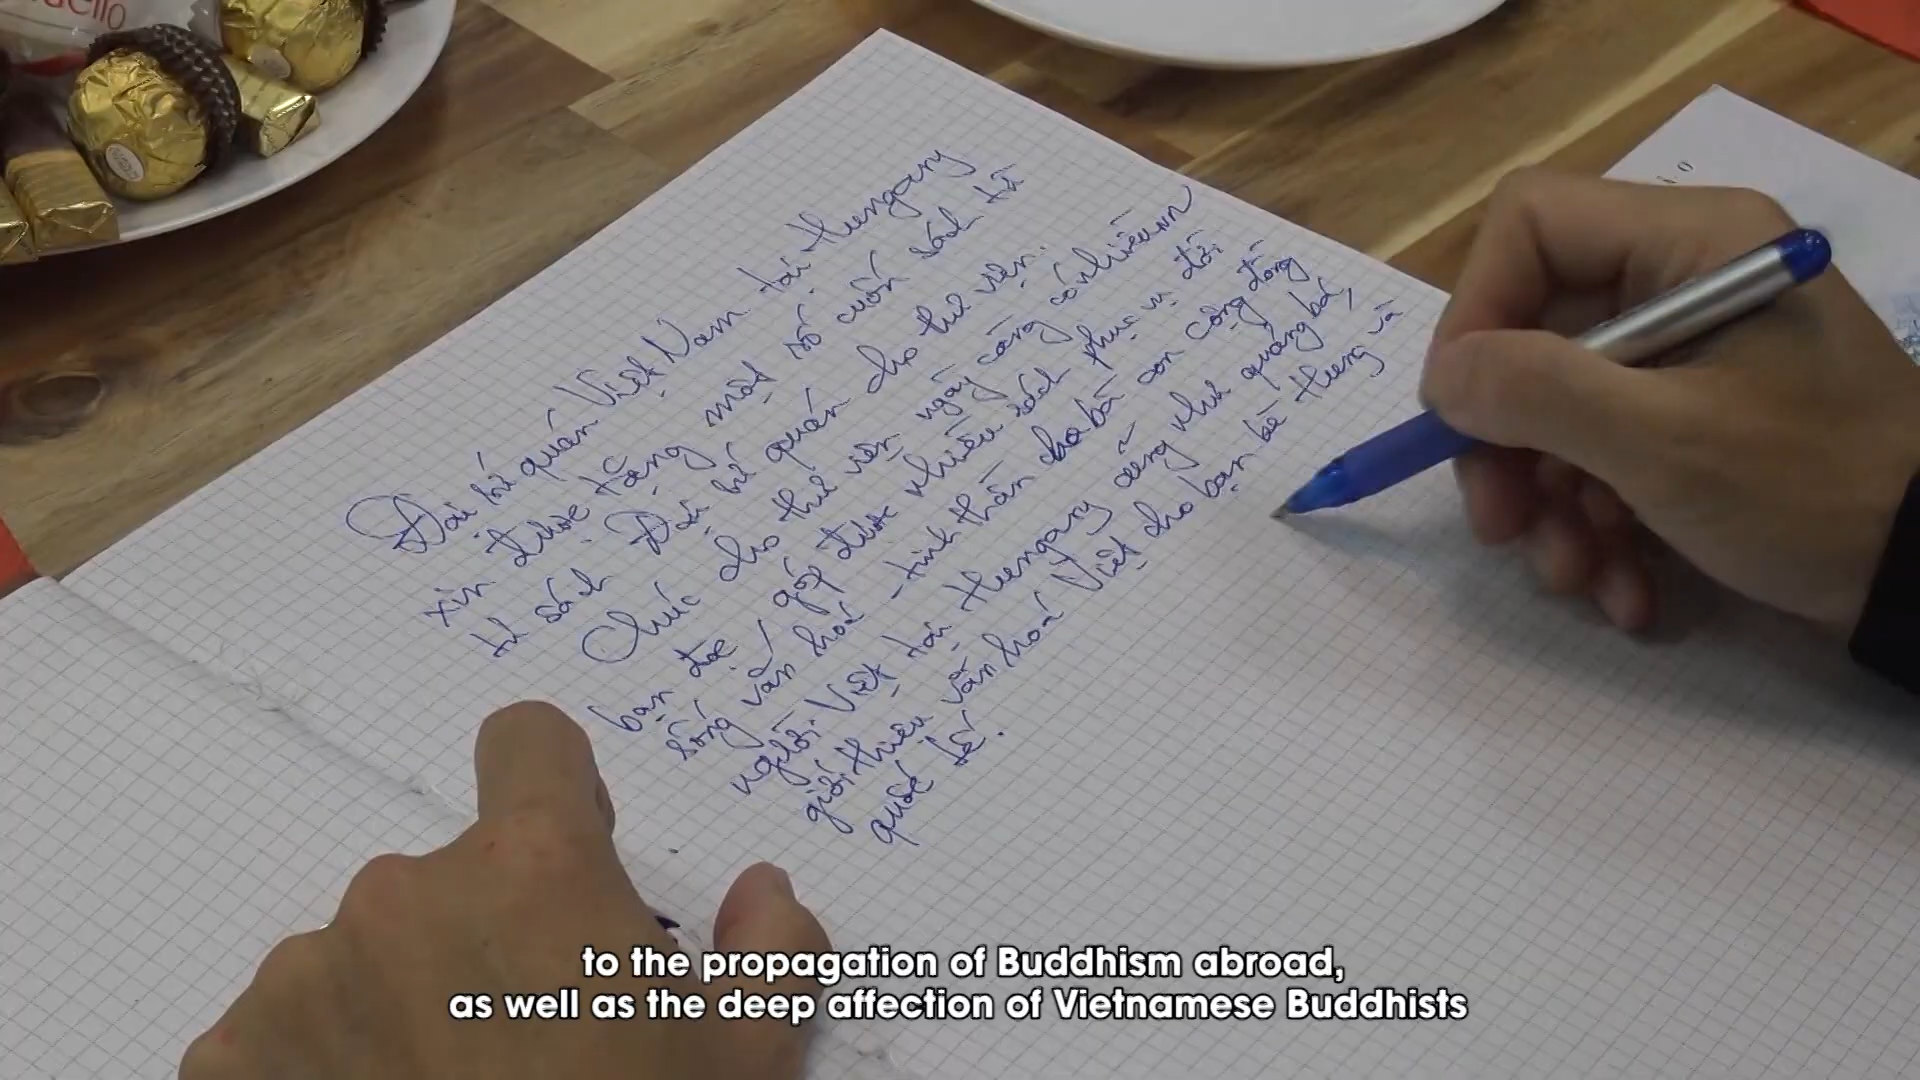 Đại sứ quán Việt Nam tại Hungary
xin được tặng một số cuốn sách từ
tủ sách Đại sứ quán cho thư viện.
Chúc cho thư viện ngày càng có nhiều
bạn đọc, góp được nhiều sách phục vụ đời
sống văn hoá - tinh thần cho bà con cộng đồng
người Việt tại Hungary cũng như quảng bá,
giới thiệu văn hoá Việt cho bạn bè Hung và
quốc tế.
to the propagation of Buddhism abroad,
as well as the deep affection of Vietnamese Buddhists